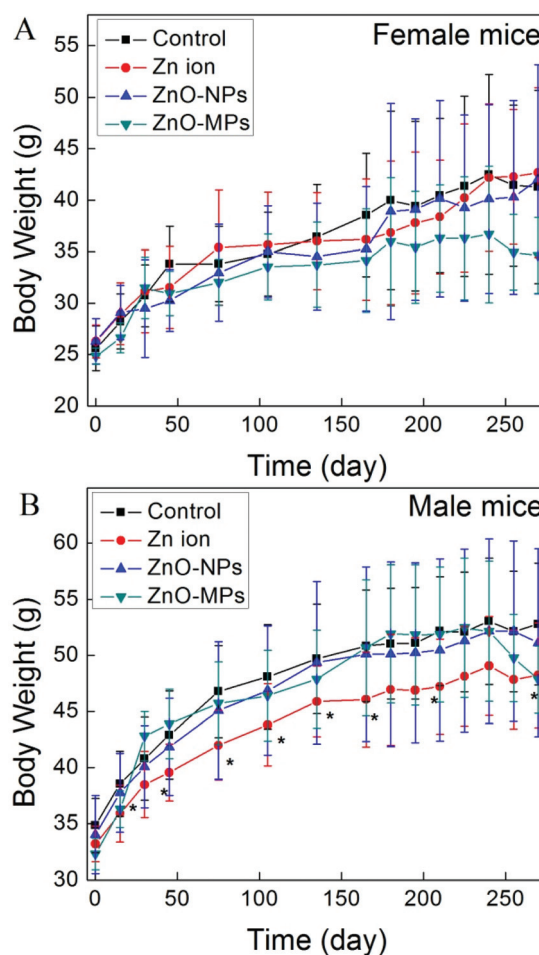 A
Female mice
Control
Zn ion
ZnO-NPs
ZnO-MPs
Body Weight (g)
55
50
45
40
35
30
25
20
0 50 100 150 200 250
Time (day)
B
Male mice
Control
Zn ion
ZnO-NPs
ZnO-MPs
Body Weight (g)
60
55
50
45
40
35
30
* * * * * * * *
0 50 100 150 200 250
Time (day)